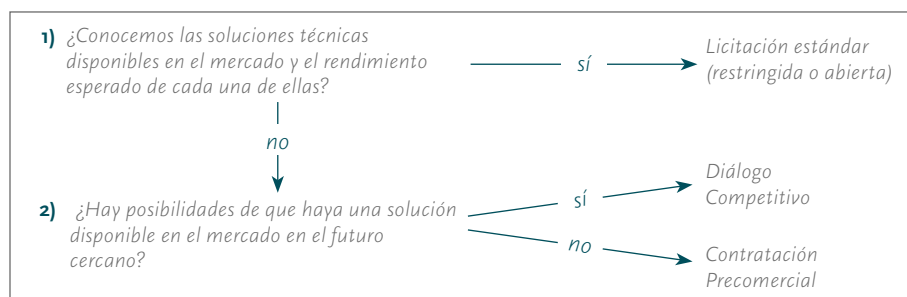 1) ¿Conocemos las soluciones técnicas
disponibles en el mercado y el rendimiento
esperado de cada una de ellas?
sí
Licitación estándar
(restringida o abierta)
no
2) ¿Hay posibilidades de que haya una solución
disponible en el mercado en el futuro
cercano?
sí
Diálogo
Competitivo
no
Contratación
Precomercial